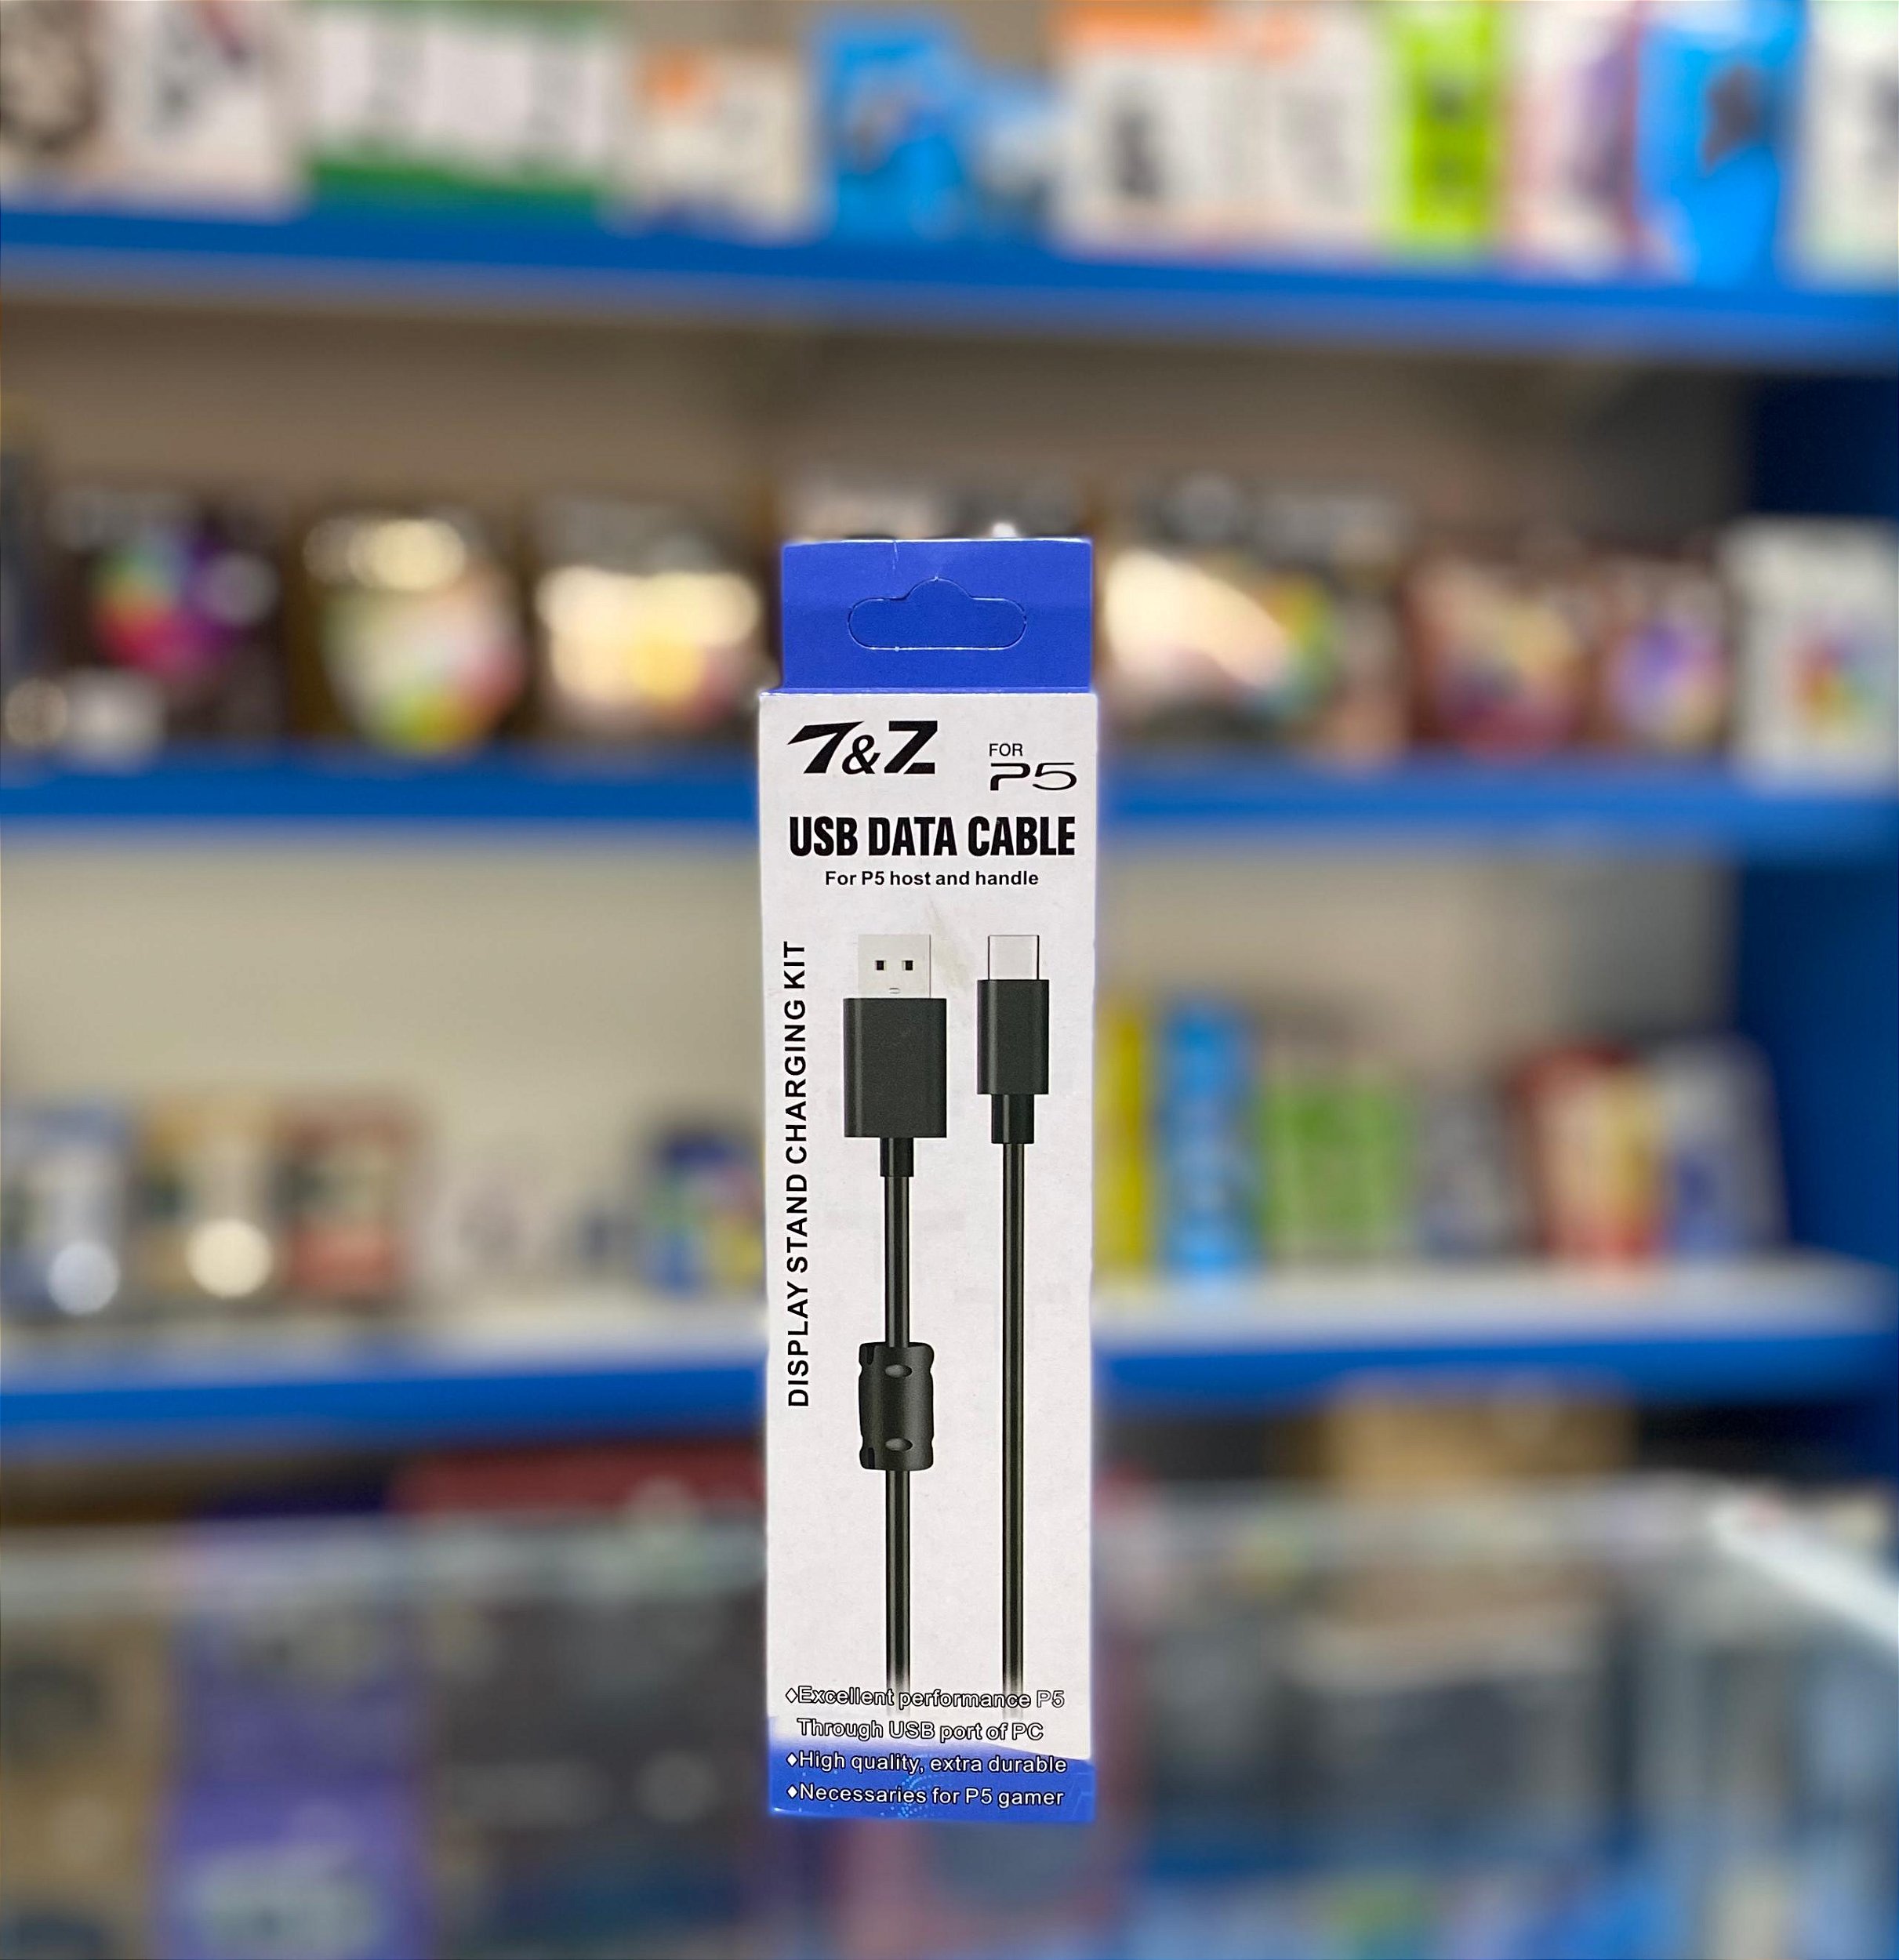 T&Z
FOR
P5
USB DATA CABLE
For P5 host and handle
DISPLAY STAND CHARGING KIT
♢Excellent performance P5
Through USB port of PC
♦High quality, extra durable
♦Necessaries for P5 gamer